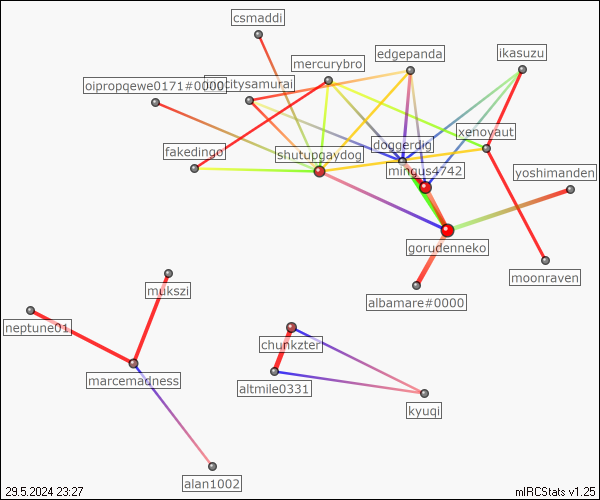 csmaddi
mercurybro
edgepanda
ikasuzu
oipropqewe0171#0000
citysamurai
xenovaut
doggerdig
fakedingo
shutupgaydog
mingus4742
yoshimanden
gorudenneko
moonraven
mukszi
albamare#0000
neptune01
chunkzter
marcemadness
altmile0331
kyuqi
alan1002
29.5.2024 23:27
mIRCStats v1.25